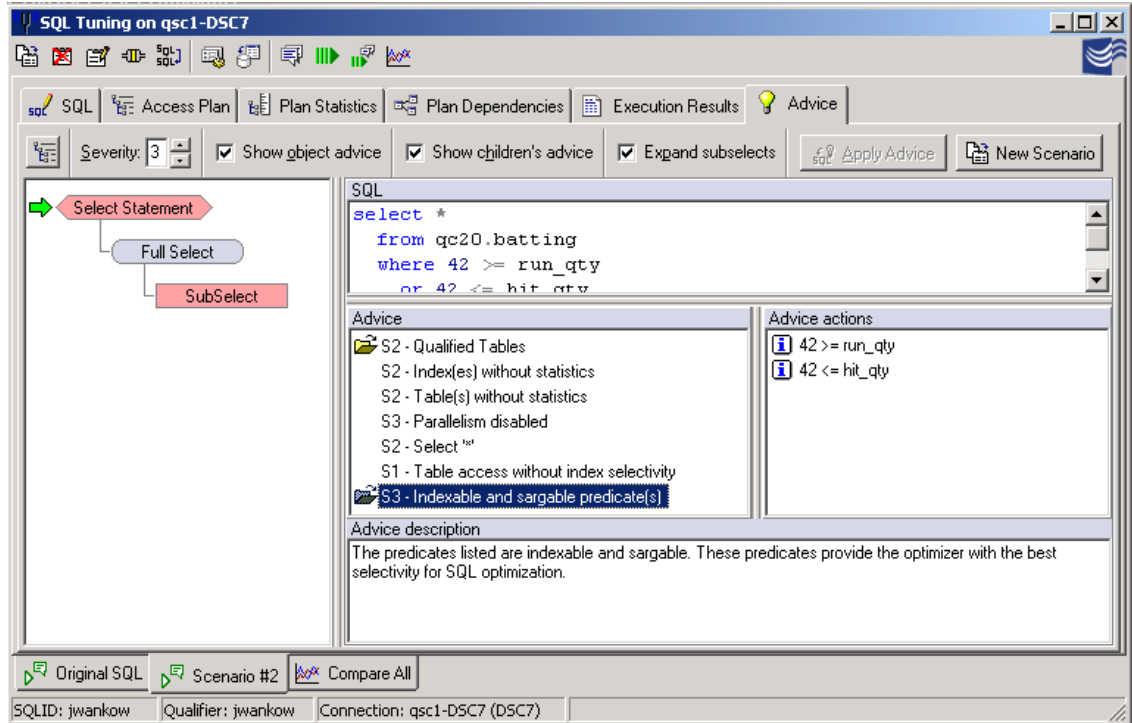 SQL Tuning on qsc1-DSC7
SQL Access Plan Plan Statistics Plan Dependencies Execution Results Advice
Severity: 3 Show object advice Show children's advice Expand subselects Apply Advice New Scenario
Select Statement
Full Select
SubSelect
SQL
select *
from qc20.batting
where 42 >= run_qty
or 42 <= hit_qty
Advice
S2 - Qualified Tables
S2 - Index(es) without statistics
S2 - Table(s) without statistics
S3 - Parallelism disabled
S2 - Select '*'
S1 - Table access without index selectivity
S3 - Indexable and sargable predicate(s)
Advice actions
42 >= run_qty
42 <= hit_qty
Advice description
The predicates listed are indexable and sargable. These predicates provide the optimizer with the best
selectivity for SQL optimization.
Original SQL Scenario #2 Compare All
SQLID: jwankow Qualifier: jwankow Connection: qsc1-DSC7 (DSC7)